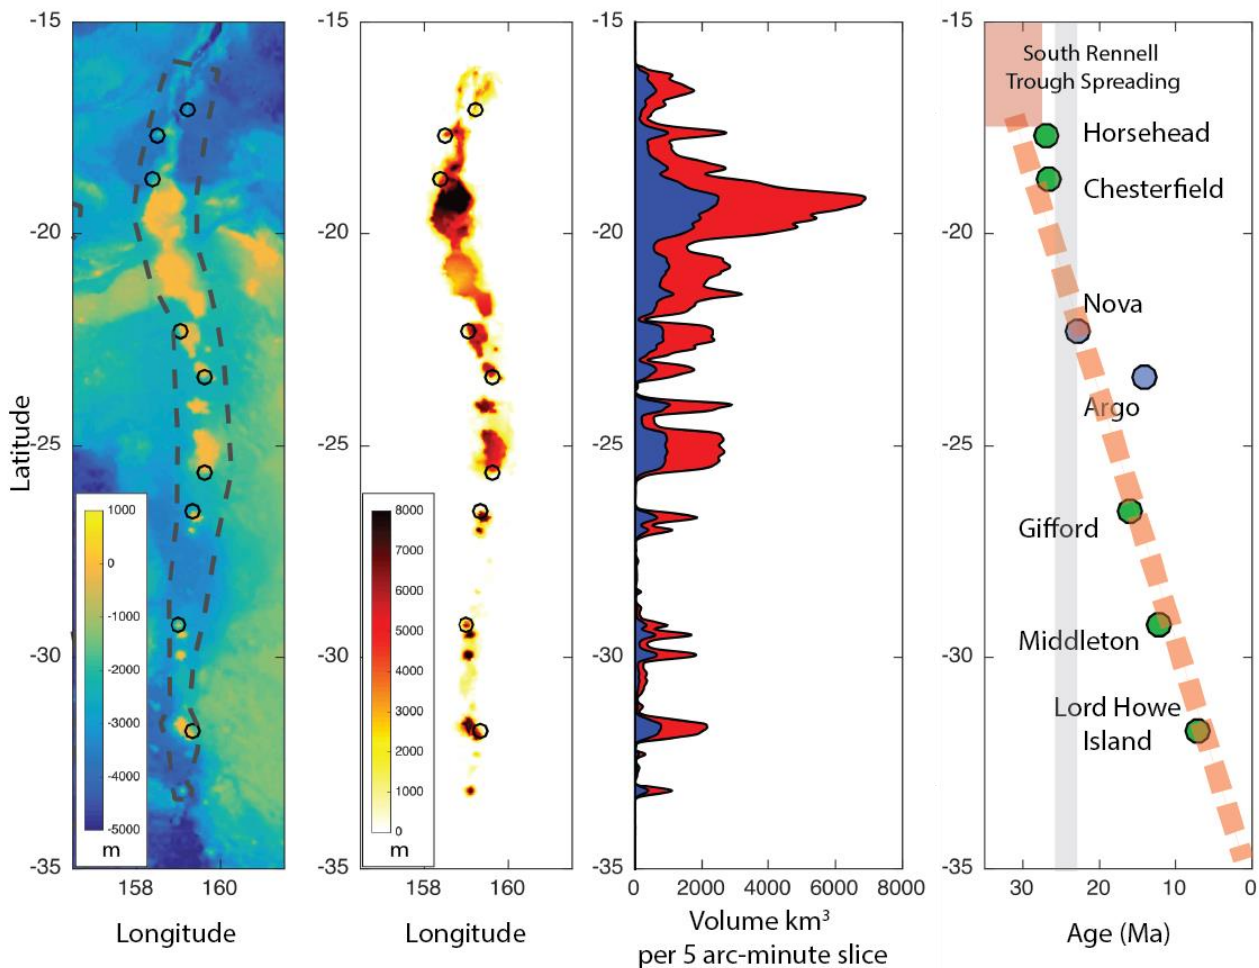 -15
-20
-25
-30
-35
Latitude
1000
0
-1000
-2000
-3000
-4000
-5000
m
158
160
Longitude
-15
-20
-25
-30
-35
8000
7000
6000
5000
4000
3000
2000
1000
0
m
158
160
Longitude
-15
-20
-25
-30
-35
0
2000
4000
6000
8000
Volume km³
per 5 arc-minute slice
-15
-20
-25
-30
-35
South Rennell
Trough Spreading
Horsehead
Chesterfield
Nova
Argo
Gifford
Middleton
Lord Howe
Island
30
20
10
0
Age (Ma)